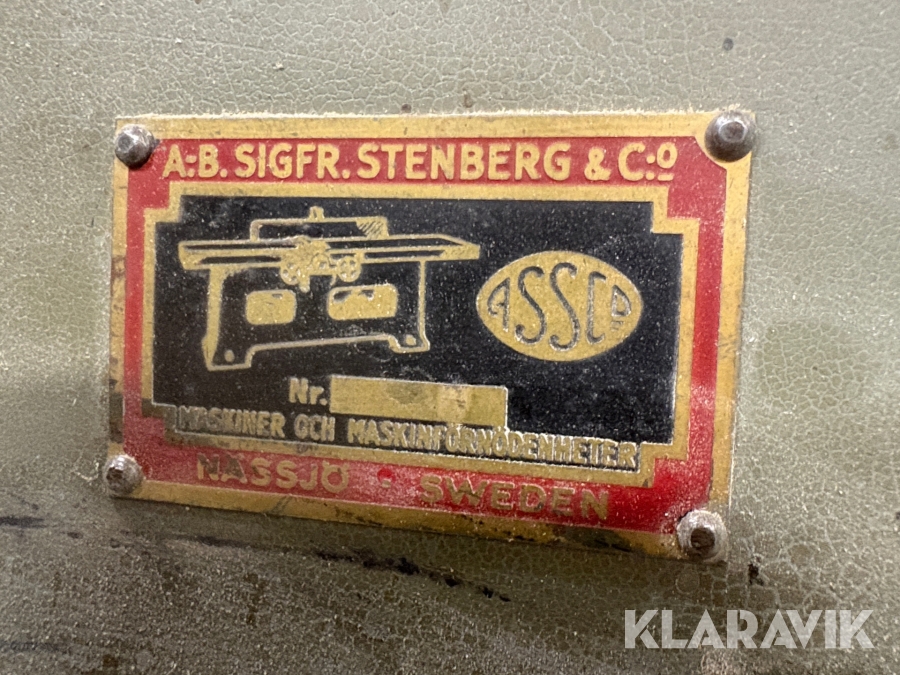 A-B. SIGFR. STENBERG & C:o
ASSCO
Nr.
MASKINER OCH MASKINFÖRNÖDENHETER
NÄSSJÖ - SWEDEN
KLARAVIK